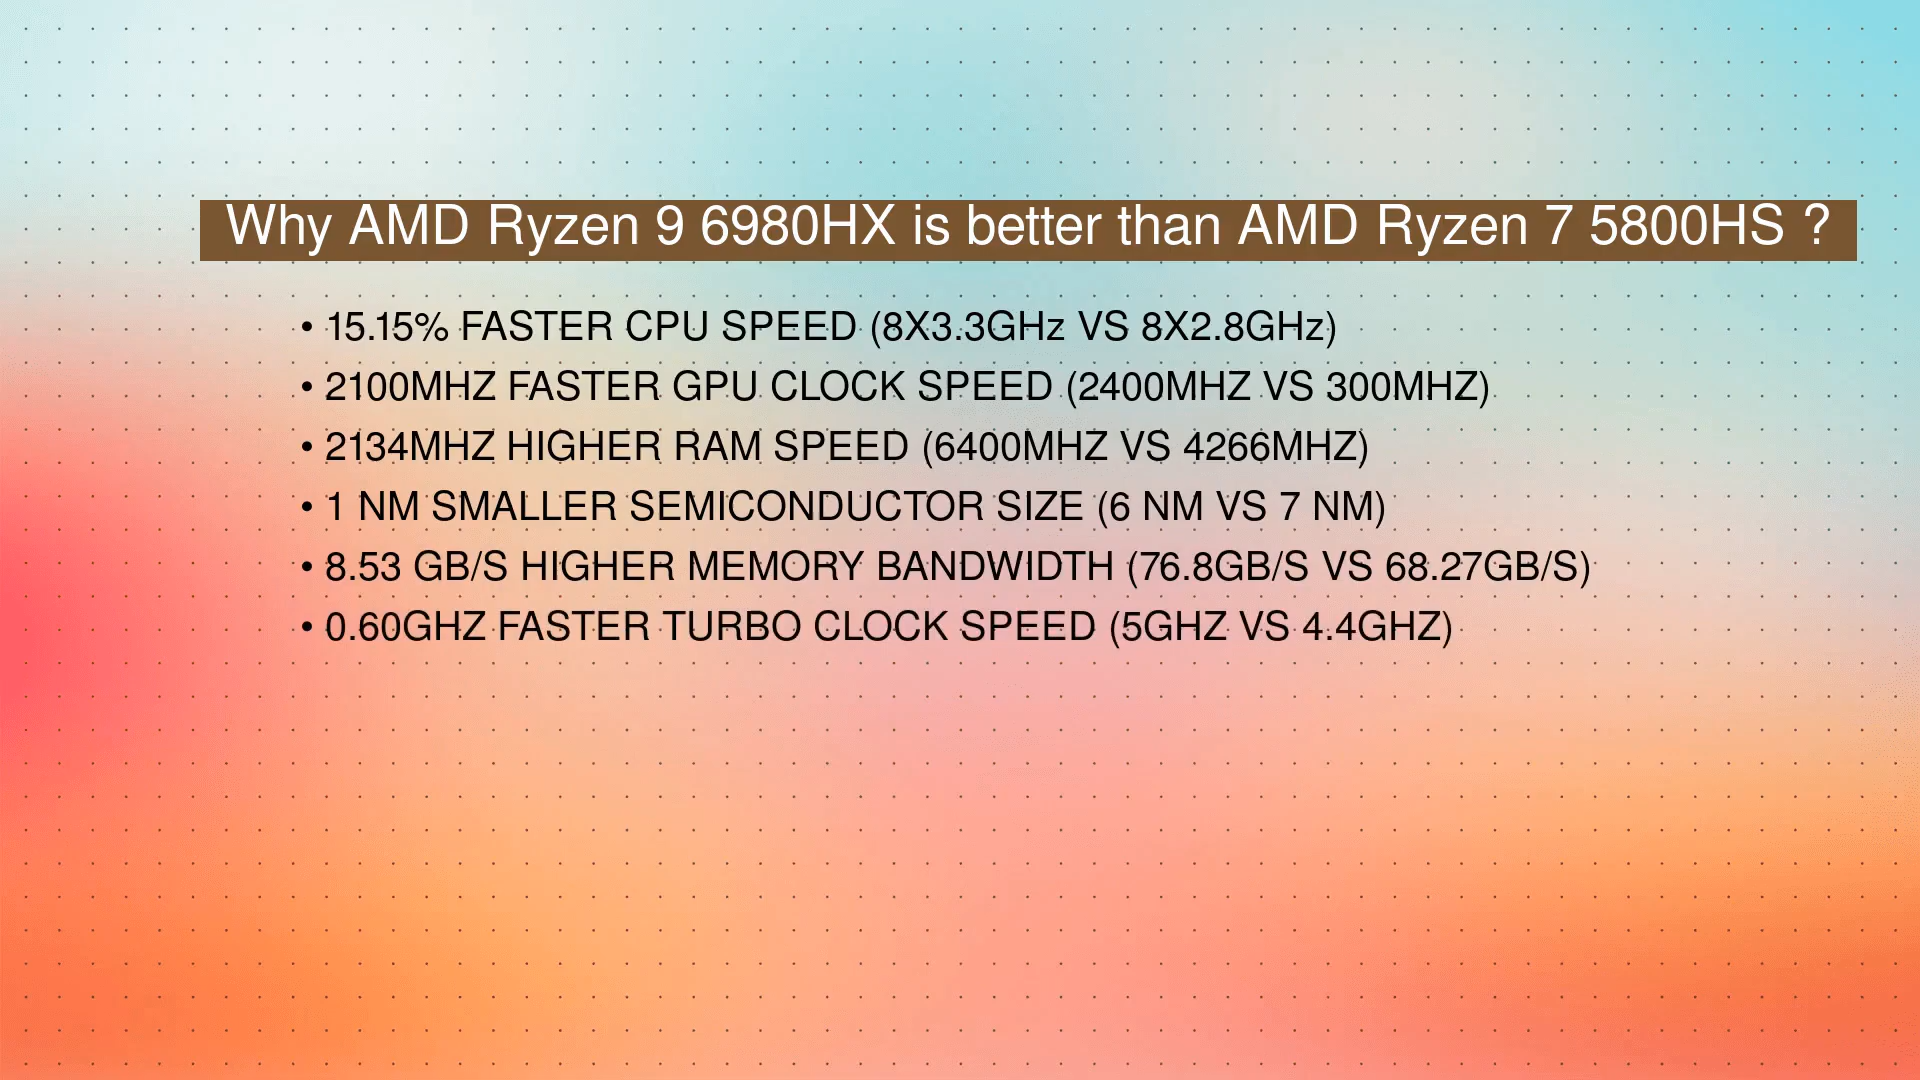 Why AMD Ryzen 9 6980HX is better than AMD Ryzen 7 5800HS ?
• 15.15% FASTER CPU SPEED (8X3.3GHz VS 8X2.8GHz)
• 2100MHZ FASTER GPU CLOCK SPEED (2400MHZ VS 300MHZ)
• 2134MHZ HIGHER RAM SPEED (6400MHZ VS 4266MHZ)
• 1 NM SMALLER SEMICONDUCTOR SIZE (6 NM VS 7 NM)
• 8.53 GB/S HIGHER MEMORY BANDWIDTH (76.8GB/S VS 68.27GB/S)
• 0.60GHZ FASTER TURBO CLOCK SPEED (5GHZ VS 4.4GHZ)